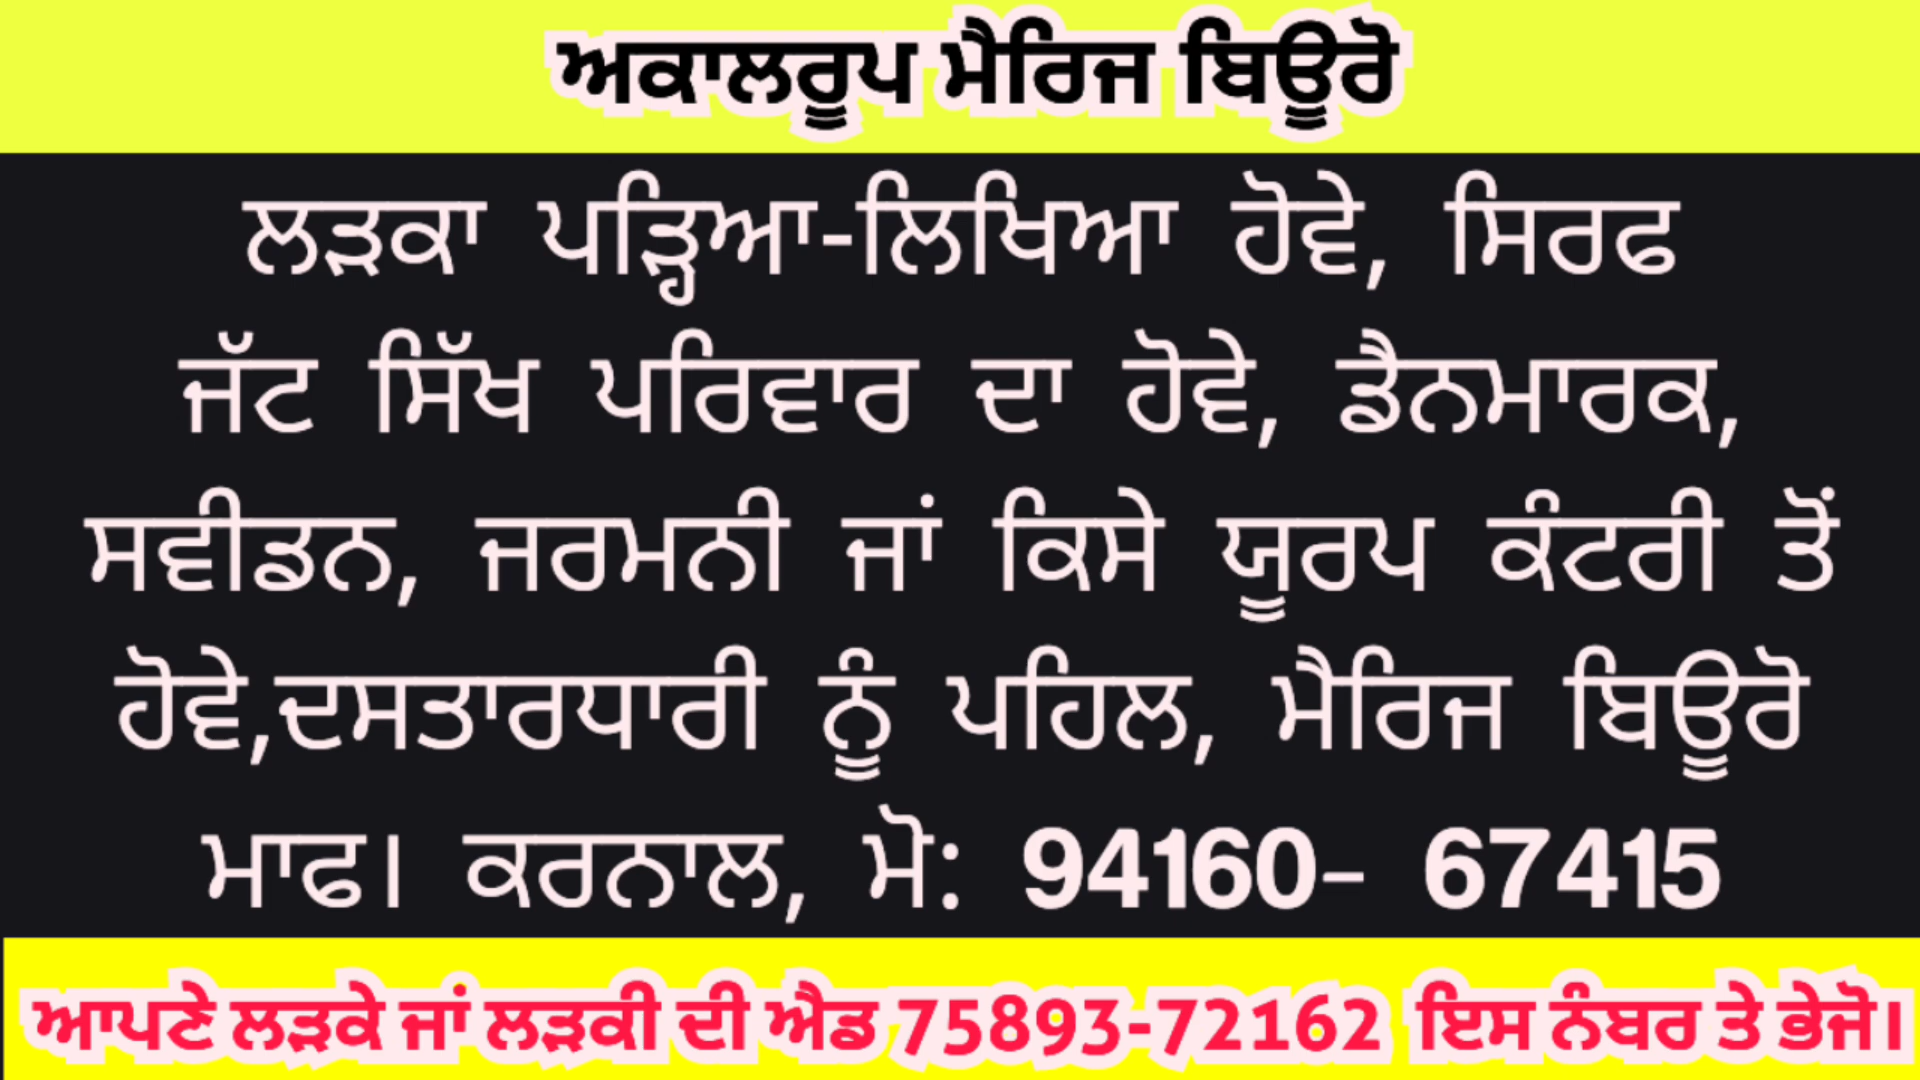 ਅਕਾਲਰੂਪ ਮੈਰਿਜ ਬਿਊਰੋ
ਲੜਕਾ ਪੜ੍ਹਿਆ-ਲਿਖਿਆ ਹੋਵੇ, ਸਿਰਫ
ਜੱਟ ਸਿੱਖ ਪਰਿਵਾਰ ਦਾ ਹੋਵੇ, ਡੈਨਮਾਰਕ,
ਸਵੀਡਨ, ਜਰਮਨੀ ਜਾਂ ਕਿਸੇ ਯੂਰਪ ਕੰਟਰੀ ਤੋਂ
ਹੋਵੇ,ਦਸਤਾਰਧਾਰੀ ਨੂੰ ਪਹਿਲ, ਮੈਰਿਜ ਬਿਊਰੋ
ਮਾਫ। ਕਰਨਾਲ, ਮੋ: 94160- 67415
ਆਪਣੇ ਲੜਕੇ ਜਾਂ ਲੜਕੀ ਦੀ ਐਡ 75893-72162 ਇਸ ਨੰਬਰ ਤੇ ਭੇਜੋ।